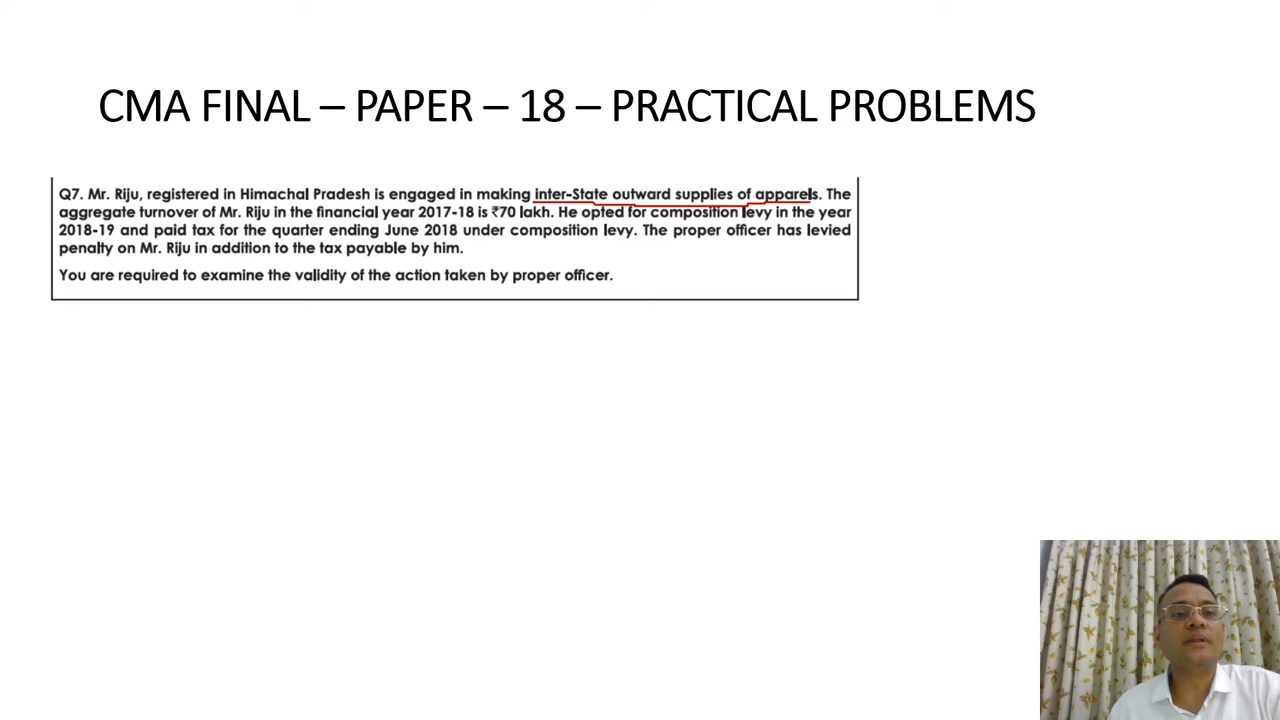 CMA FINAL – PAPER – 18 – PRACTICAL PROBLEMS
Q7. Mr. Riju, registered in Himachal Pradesh is engaged in making inter-State outward supplies of apparels. The
aggregate turnover of Mr. Riju in the financial year 2017-18 is ₹70 lakh. He opted for composition levy in the year
2018-19 and paid tax for the quarter ending June 2018 under composition levy. The proper officer has levied
penalty on Mr. Riju in addition to the tax payable by him.
You are required to examine the validity of the action taken by proper officer.